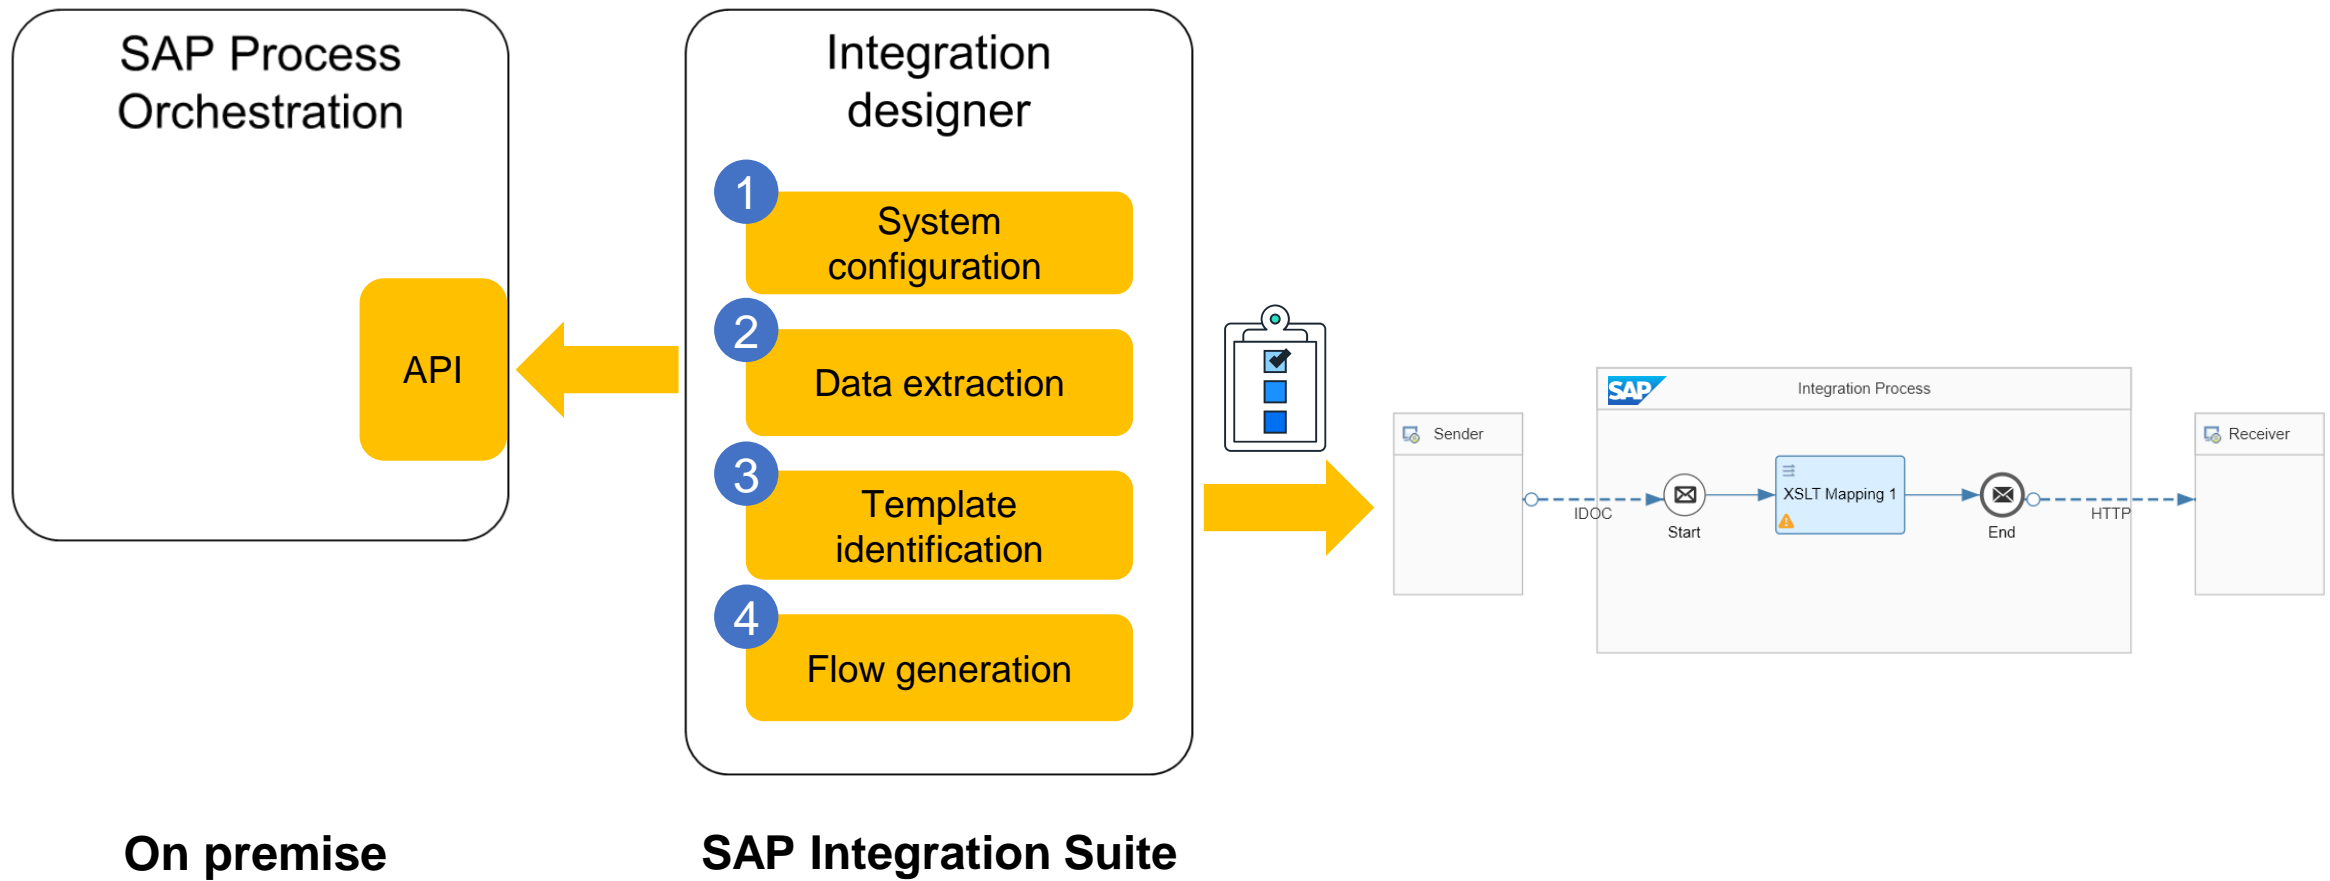 SAP Process
Orchestration
API
Integration
designer
1
System
configuration
2
Data extraction
3
Template
identification
4
Flow generation
SAP
Integration Process
Sender
Receiver
XSLT Mapping 1
IDOC
Start
End
HTTP
On premise
SAP Integration Suite